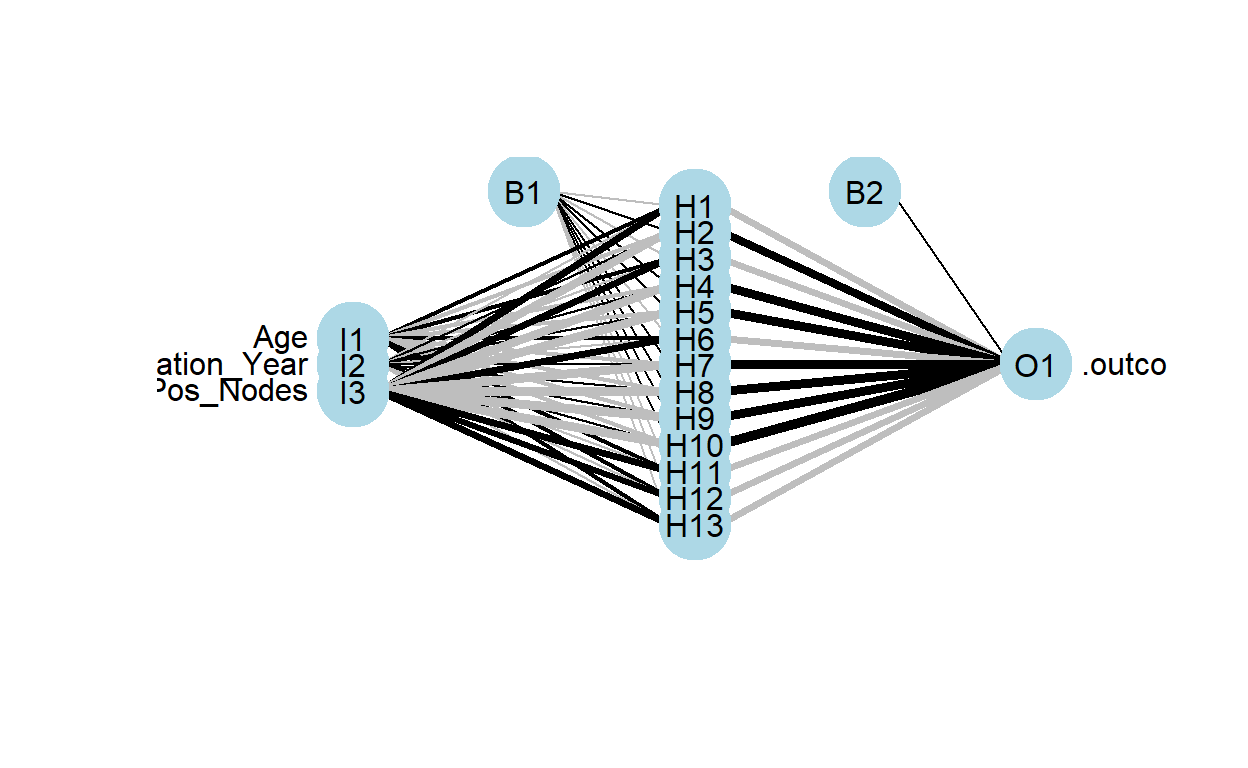 B1
B2
H1
H2
H3
H4
H5
H6
H7
H8
H9
H10
H11
H12
H13
Age
ation_Year
Pos_Nodes
I1
I2
I3
O1
.outco